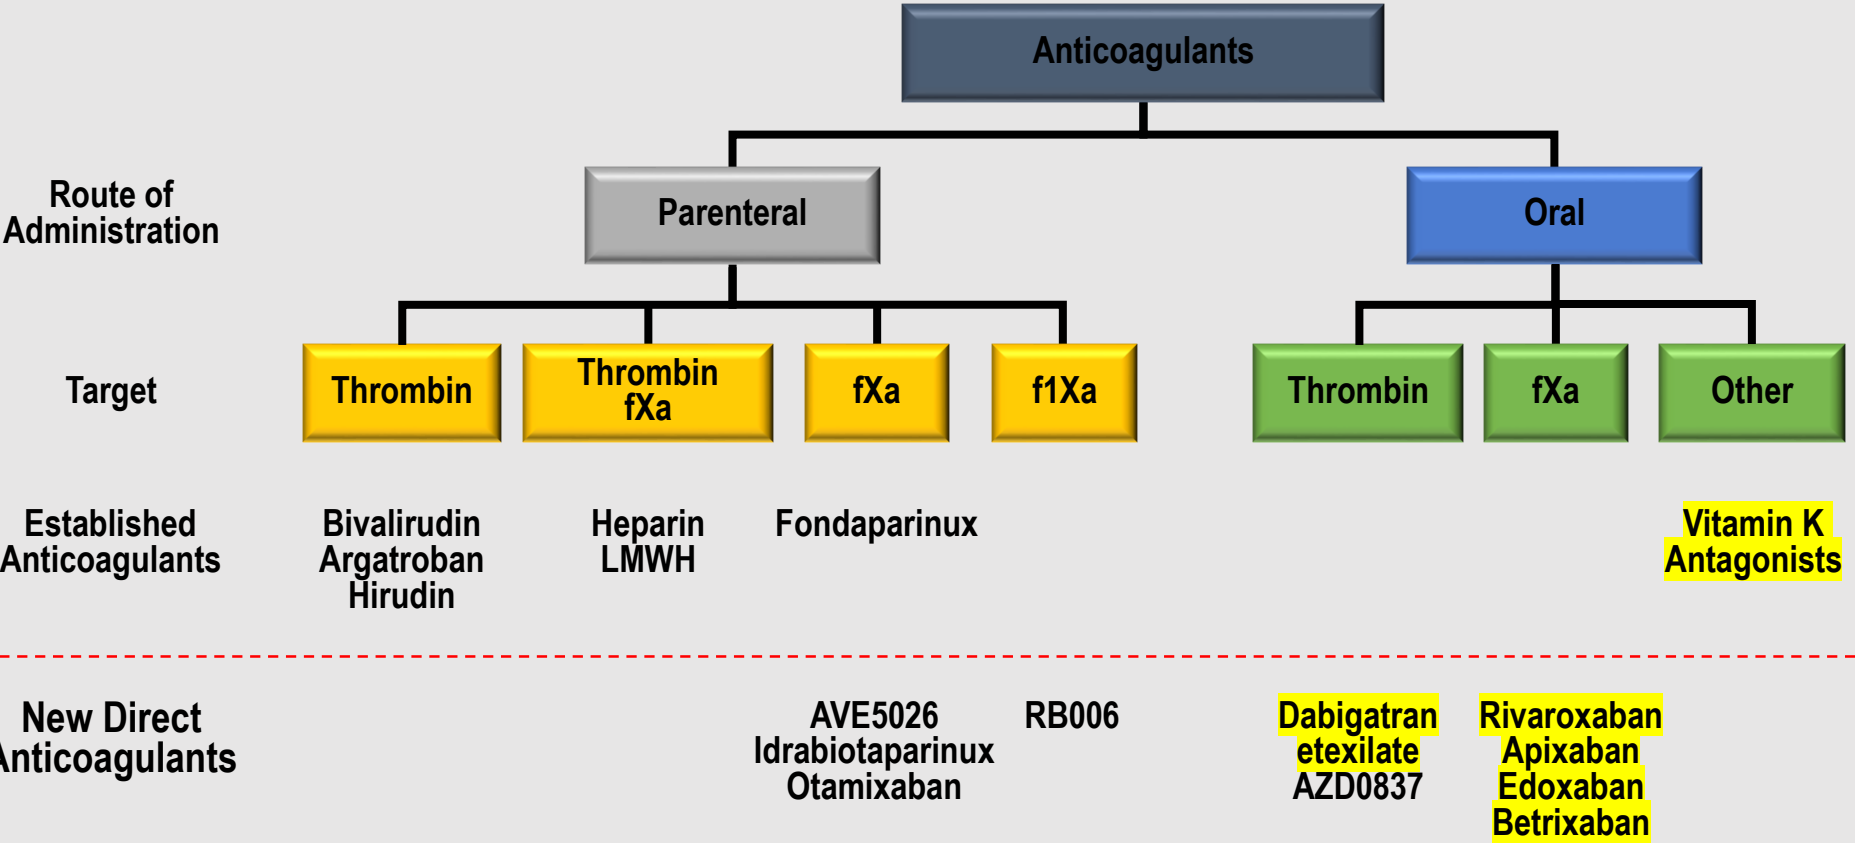 Anticoagulants
Route of
Administration
Parenteral
Oral
Target
Thrombin
Thrombin
fXa
fXa
f1Xa
Thrombin
fXa
Other
Established
Anticoagulants
Bivalirudin
Argatroban
Hirudin
Heparin
LMWH
Fondaparinux
Vitamin K
Antagonists
New Direct
Anticoagulants
AVE5026
Idrabiotaparinux
Otamixaban
RB006
Dabigatran
etexilate
AZD0837
Rivaroxaban
Apixaban
Edoxaban
Betrixaban